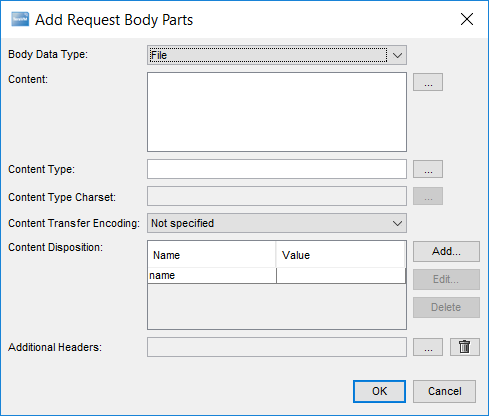 Add Request Body Parts
Body Data Type: File
Content: ...
Content Type: ...
Content Type Charset: ...
Content Transfer Encoding: Not specified
Content Disposition: Name Value Add...
name Edit...
Delete
Additional Headers: ...
OK Cancel